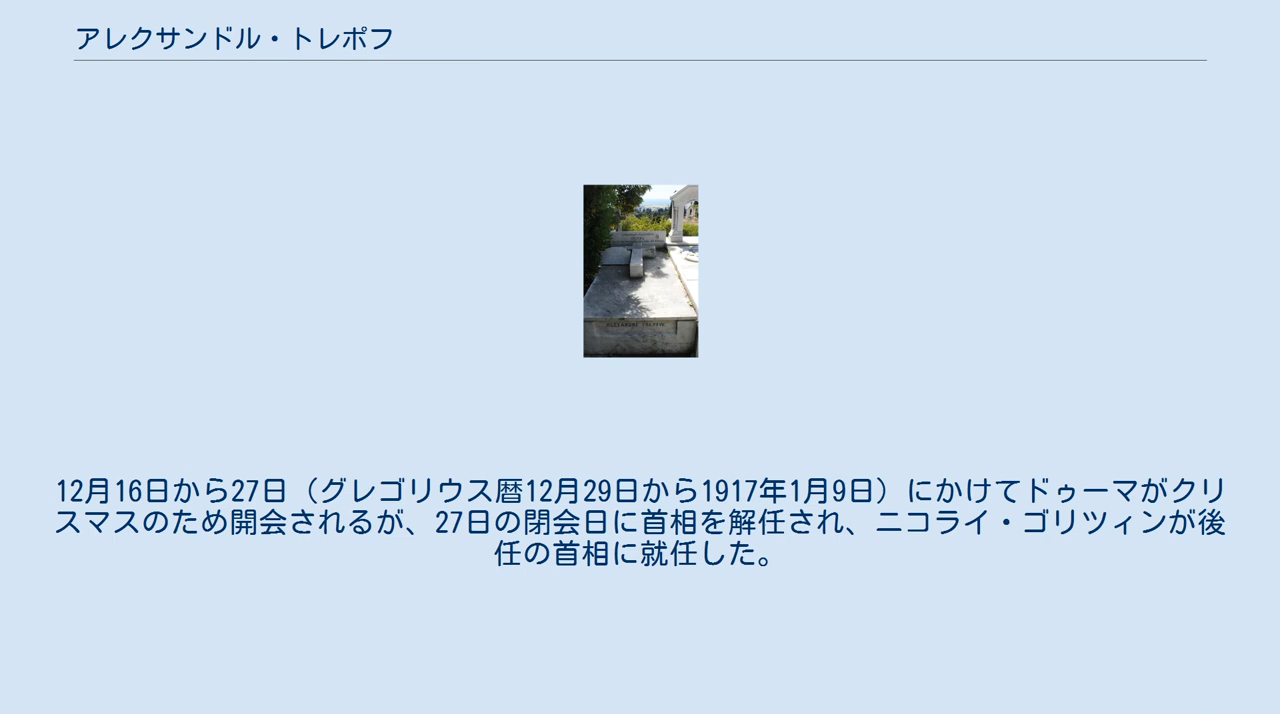 アレクサンドル・トレポフ
12月16日から27日（グレゴリウス暦12月29日から1917年1月9日）にかけてドゥーマがクリ
スマスのため開会されるが、27日の閉会日に首相を解任され、ニコライ・ゴリツィンが後
任の首相に就任した。